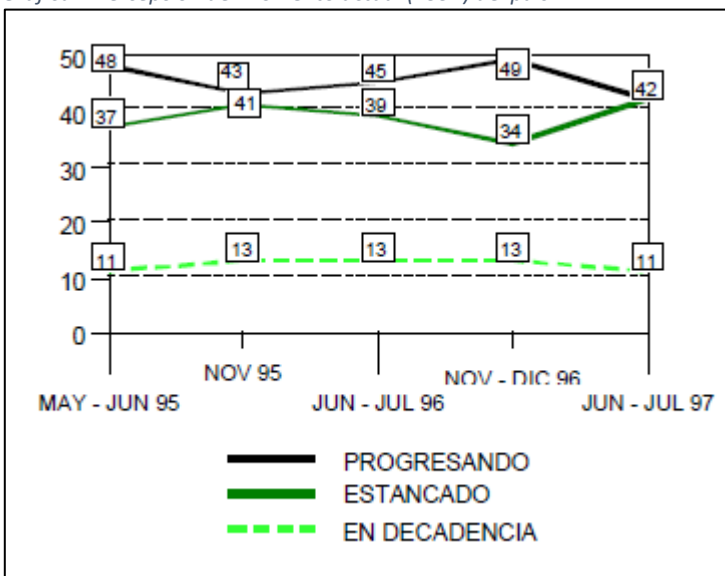 50
48
43
45
49
42
41
40
37
39
34
30
20
13
13
13
11
11
10
0
NOV 95
NOV - DIC 96
MAY - JUN 95
JUN - JUL 96
JUN - JUL 97
PROGRESANDO
ESTANCADO
EN DECADENCIA